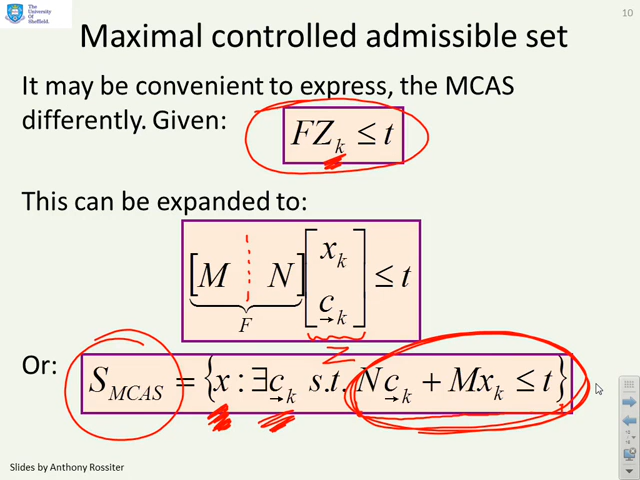 The
University
Of
Sheffield.
10
Maximal controlled admissible set
It may be convenient to express, the MCAS
differently. Given:
FZ_k ≤ t
This can be expanded to:
[M ⋮ N] [x_k c_k] ≤ t
F
Z
Or:
S_MCAS = {x : ∃c_k s.t. Nc_k + Mx_k ≤ t}
Slides by Anthony Rossiter